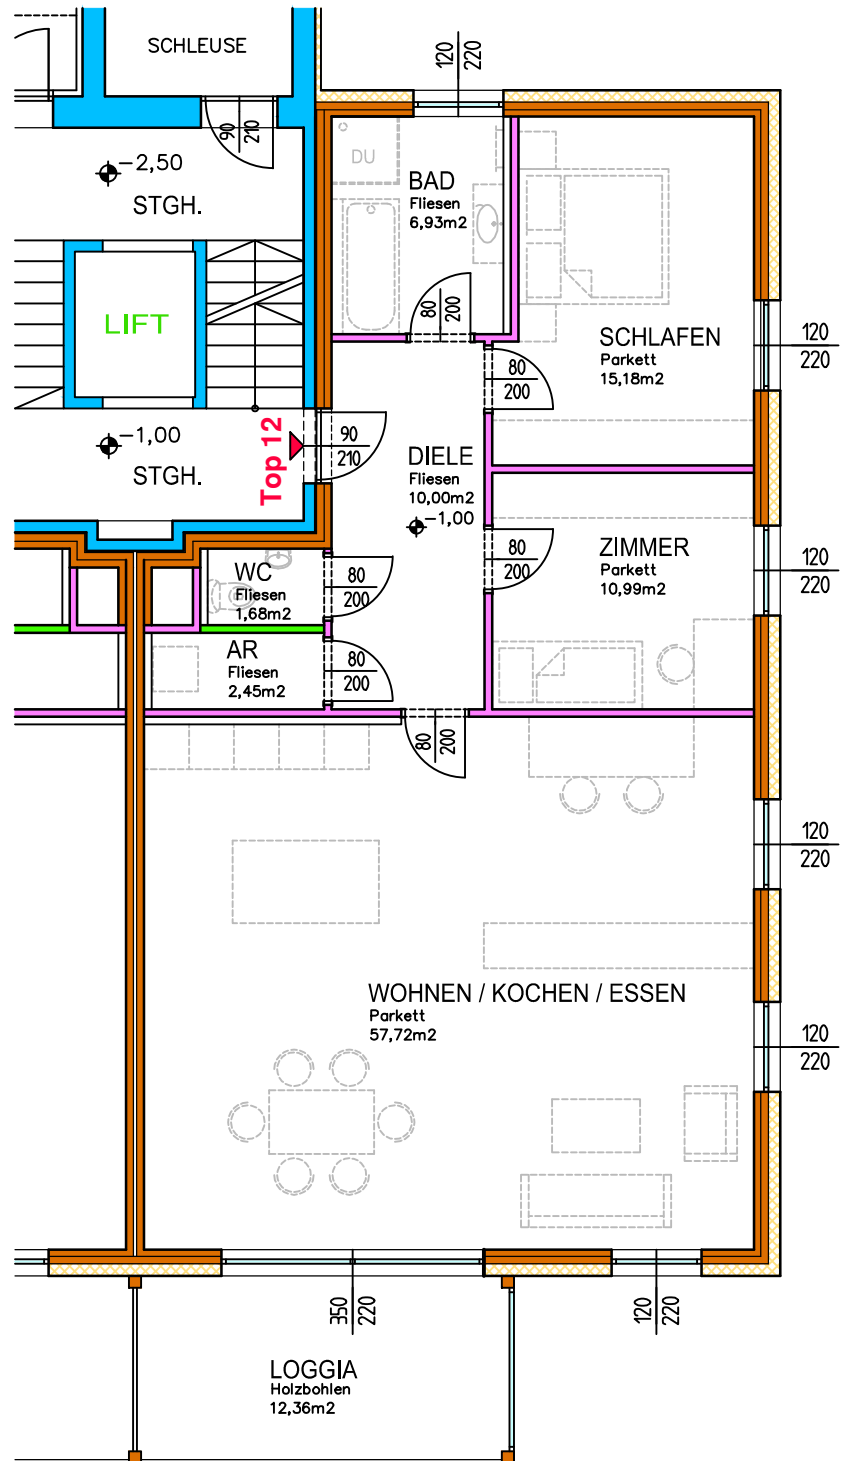 SCHLEUSE
120
220
90
210
-2,50
STGH.
DU
BAD
Fliesen
6,93m2
LIFT
80
200
SCHLAFEN
Parkett
15,18m2
120
220
80
200
-1,00
STGH.
Top 12
90
210
DIELE
Fliesen
10,00m2
-1,00
ZIMMER
Parkett
10,99m2
120
220
80
200
WC
Fliesen
1,68m2
80
200
AR
Fliesen
2,45m2
80
200
80
200
120
220
WOHNEN / KOCHEN / ESSEN
Parkett
57,72m2
120
220
350
220
120
220
LOGGIA
Holzbohlen
12,36m2